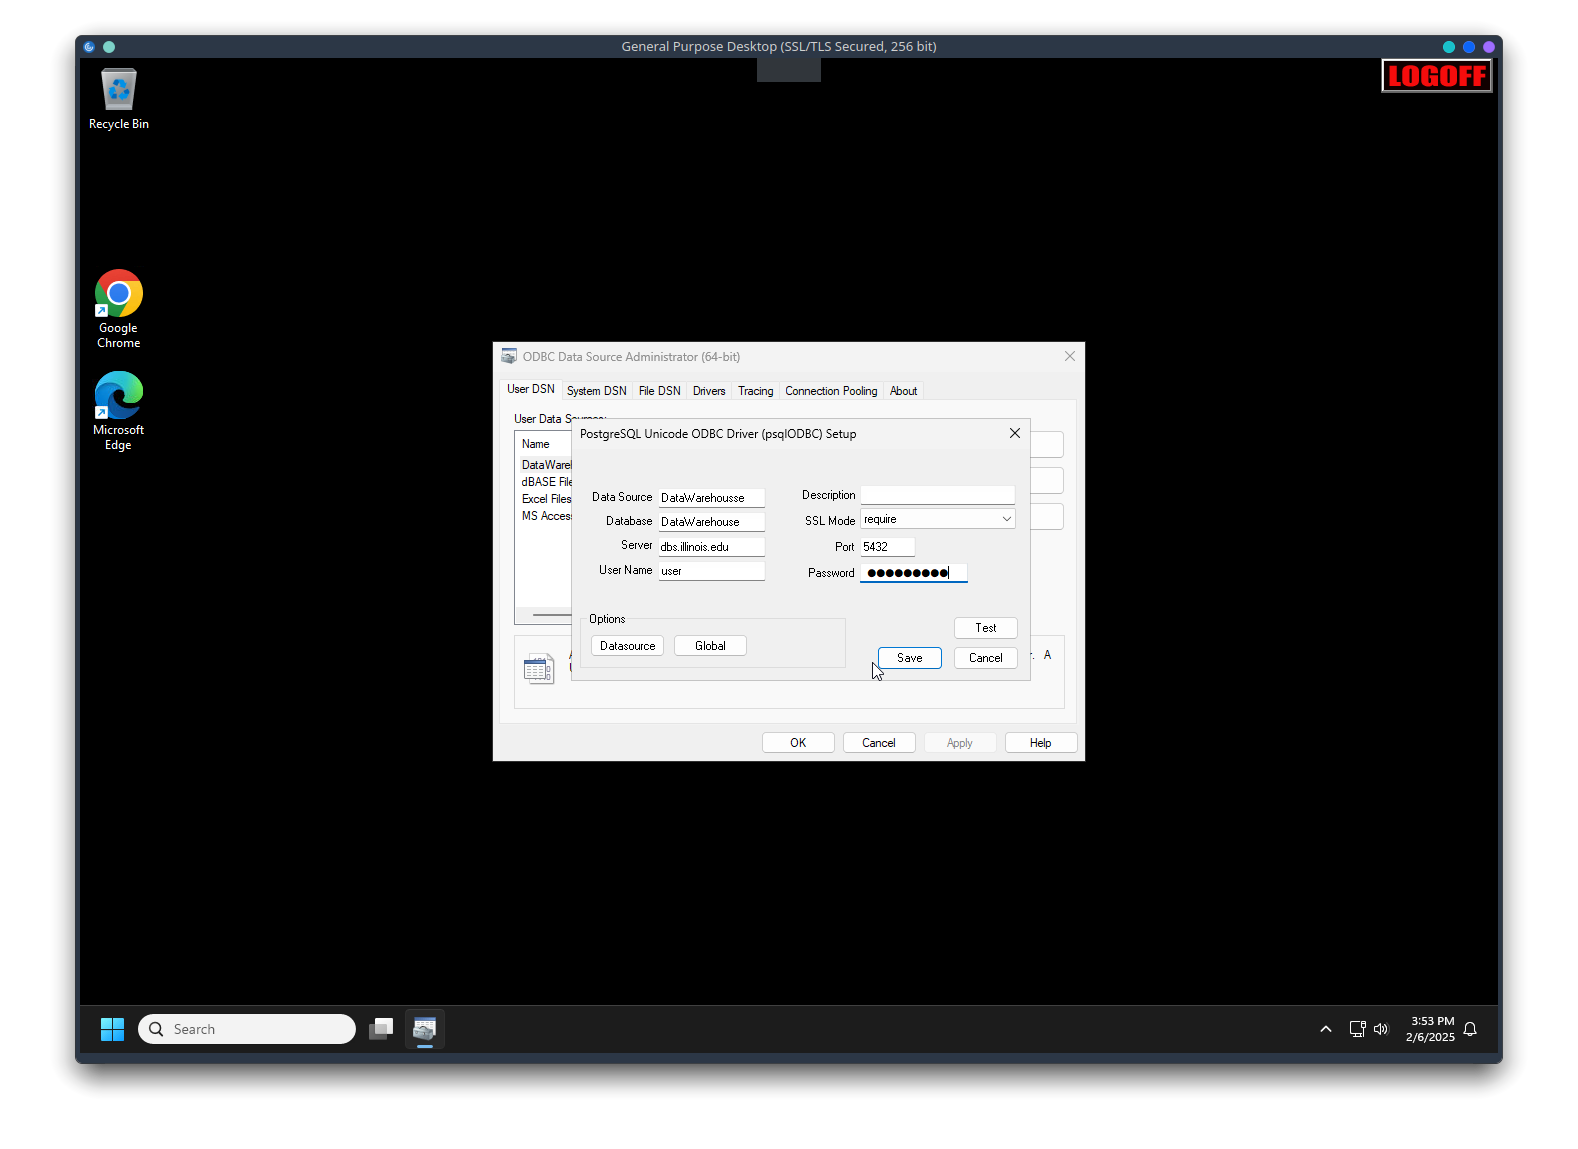 General Purpose Desktop (SSL/TLS Secured, 256 bit)
LOGOFF
Recycle Bin
Google
Chrome
Microsoft
Edge
ODBC Data Source Administrator (64-bit)
User DSN System DSN File DSN Drivers Tracing Connection Pooling About
User Data Sources:
PostgreSQL Unicode ODBC Driver (psqlODBC) Setup
Name
DataWareh
dBASE File
Excel Files
MS Access
Data Source DataWarehousse Description
Database DataWarehouse SSL Mode require
Server dbs.illinois.edu Port 5432
User Name user Password ●●●●●●●●●
Options
Datasource Global
Test
Save Cancel
A
OK Cancel Apply Help
Search
3:53 PM
2/6/2025